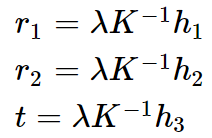 r₁ = λK⁻¹h₁
r₂ = λK⁻¹h₂
t = λK⁻¹h₃